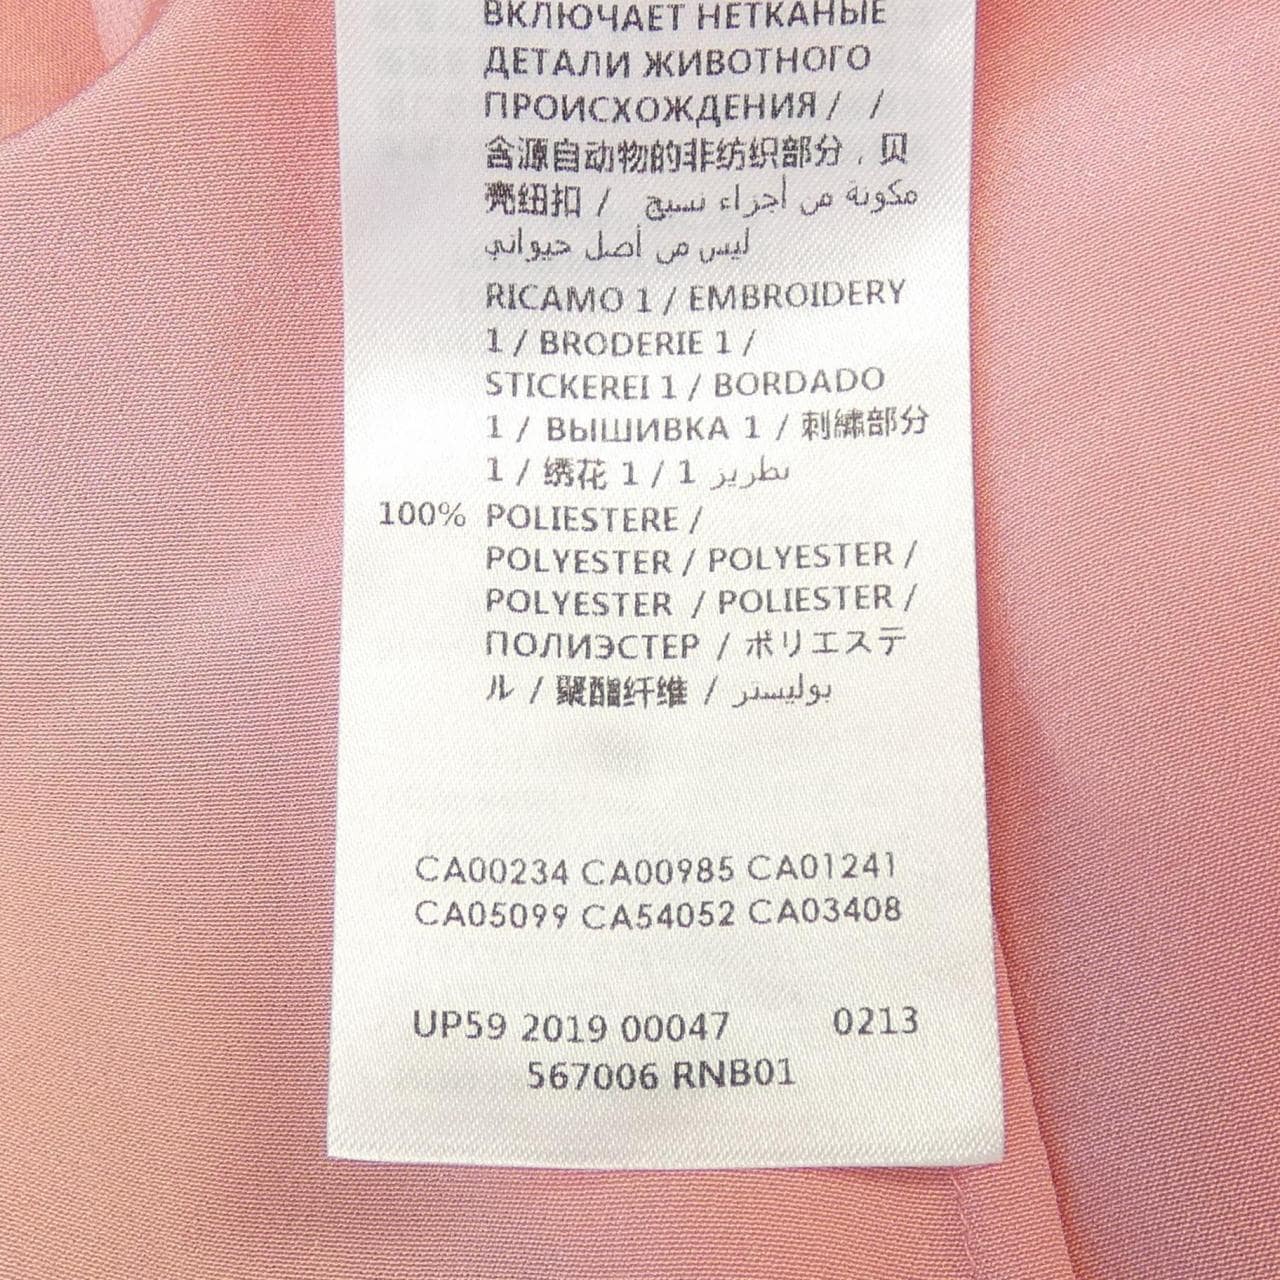 ВКЛЮЧАЕТ НЕТКАНЫЕ
ДЕТАЛИ ЖИВОТНОГО
ПРОИСХОЖДЕНИЯ / /
含源自动物的非纺织部分，贝
壳纽扣 / مكونة من أجزاء نسيج
ليس من أصل حيواني
RICAMO 1 / EMBROIDERY
1 / BRODERIE 1 /
STICKEREI 1 / BORDADO
1 / ВЫШИВКА 1 / 刺繍部分
1 / 绣花 1 / 1 تطريز
100% POLIESTERE /
POLYESTER / POLYESTER /
POLYESTER / POLIESTER /
ПОЛИЭСТЕР / ポリエステ
ル / 聚酯纤维 / بوليستر
CA00234 CA00985 CA01241
CA05099 CA54052 CA03408
UP59 2019 00047 0213
567006 RNB01